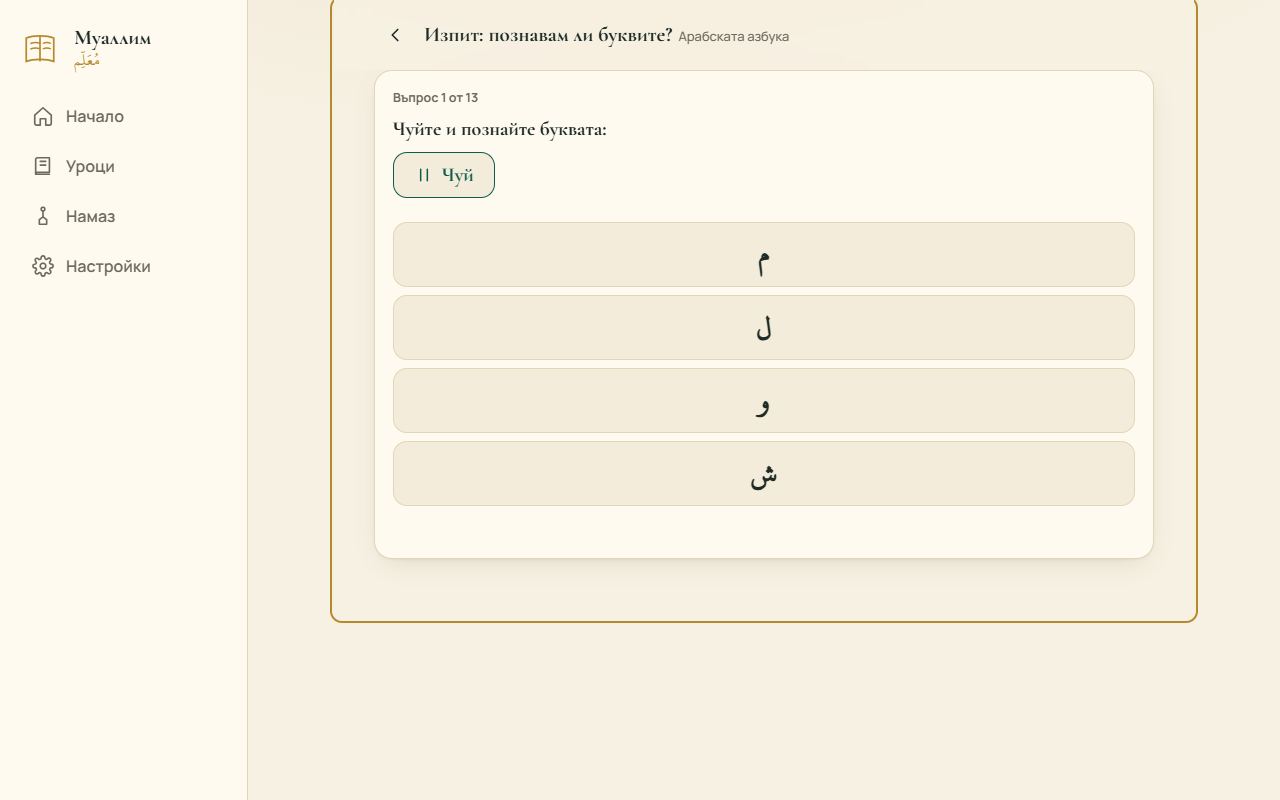 Муаллим
مُعَلِّم
Начало
Уроци
Намаз
Настройки
Изпит: познавам ли буквите? Арабската азбука
Въпрос 1 от 13
Чуйте и познайте буквата:
Чуй
م
ل
و
ش